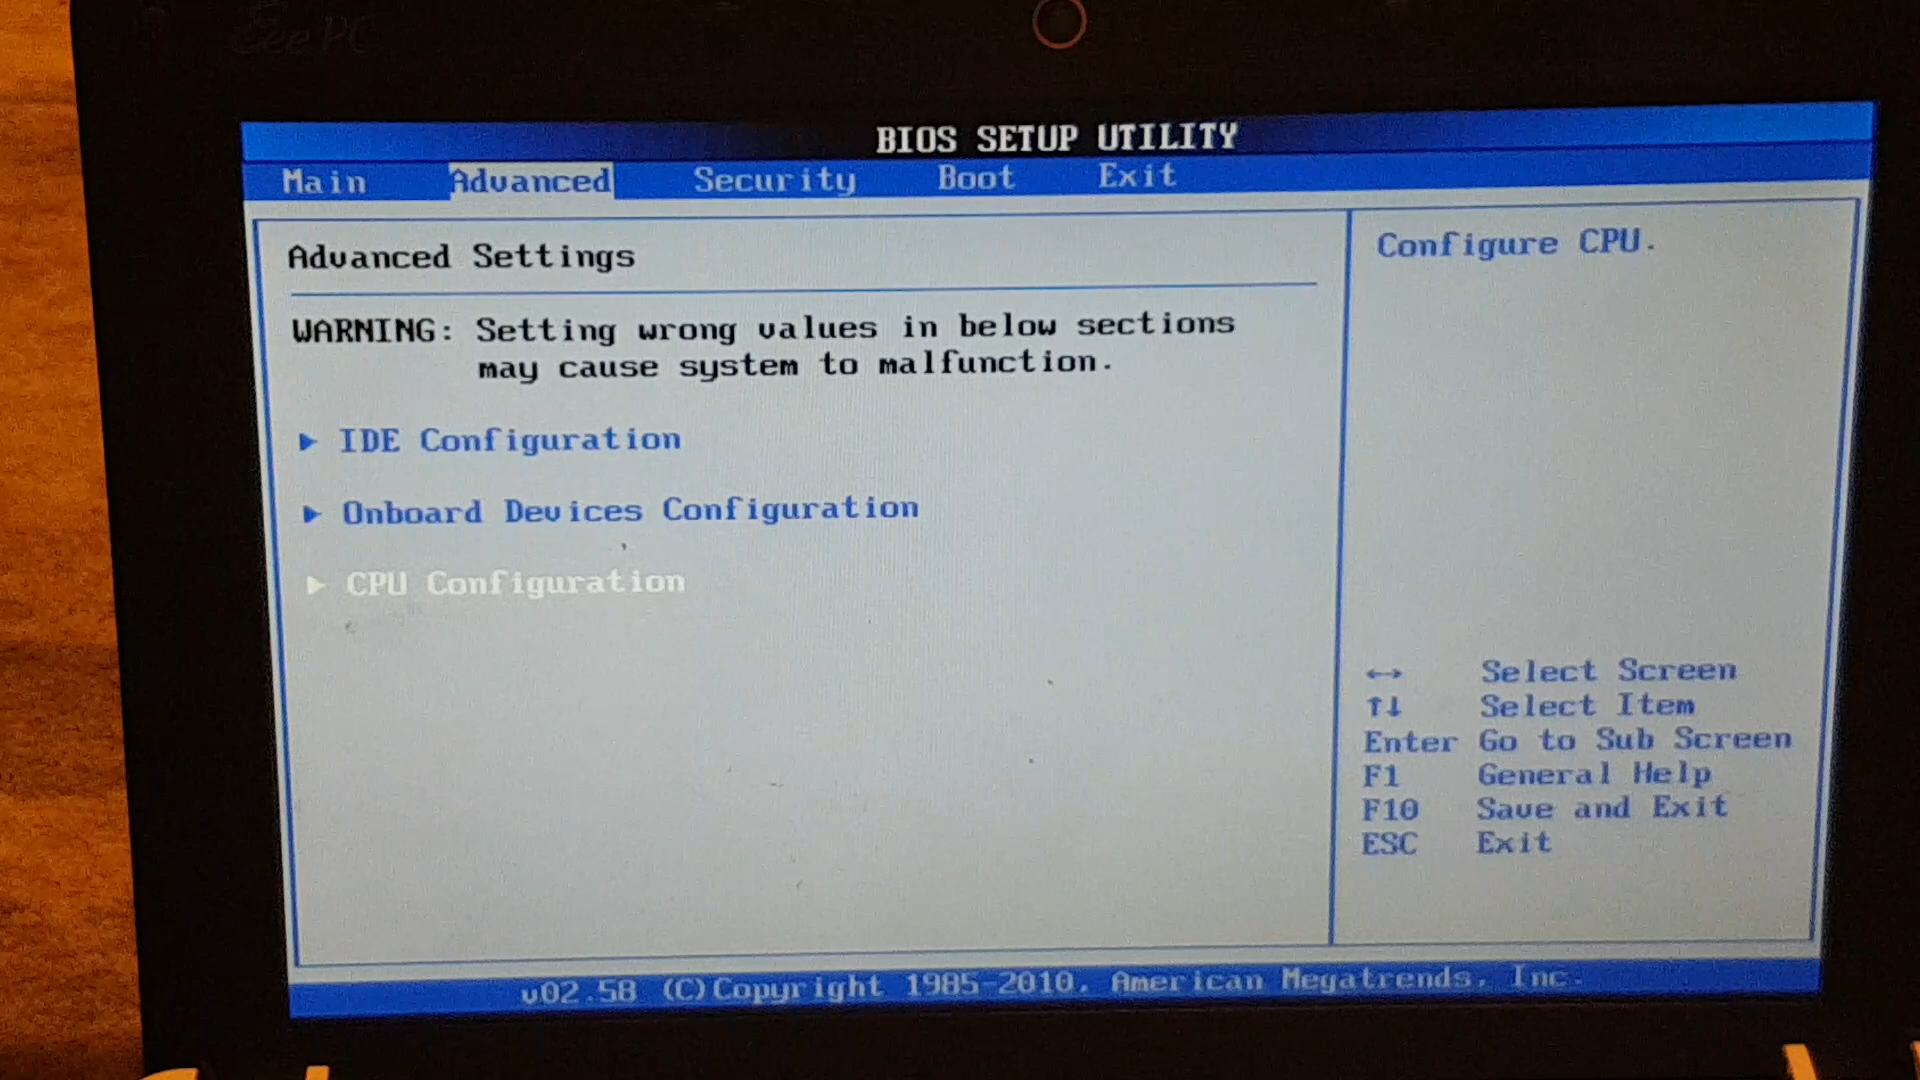 Eee PC
BIOS SETUP UTILITY
Main Advanced Security Boot Exit
Advanced Settings
WARNING: Setting wrong values in below sections
may cause system to malfunction.
▶ IDE Configuration
▶ Onboard Devices Configuration
▶ CPU Configuration
Configure CPU.
↔ Select Screen
↑↓ Select Item
Enter Go to Sub Screen
F1 General Help
F10 Save and Exit
ESC Exit
v02.58 (C)Copyright 1985-2010, American Megatrends, Inc.